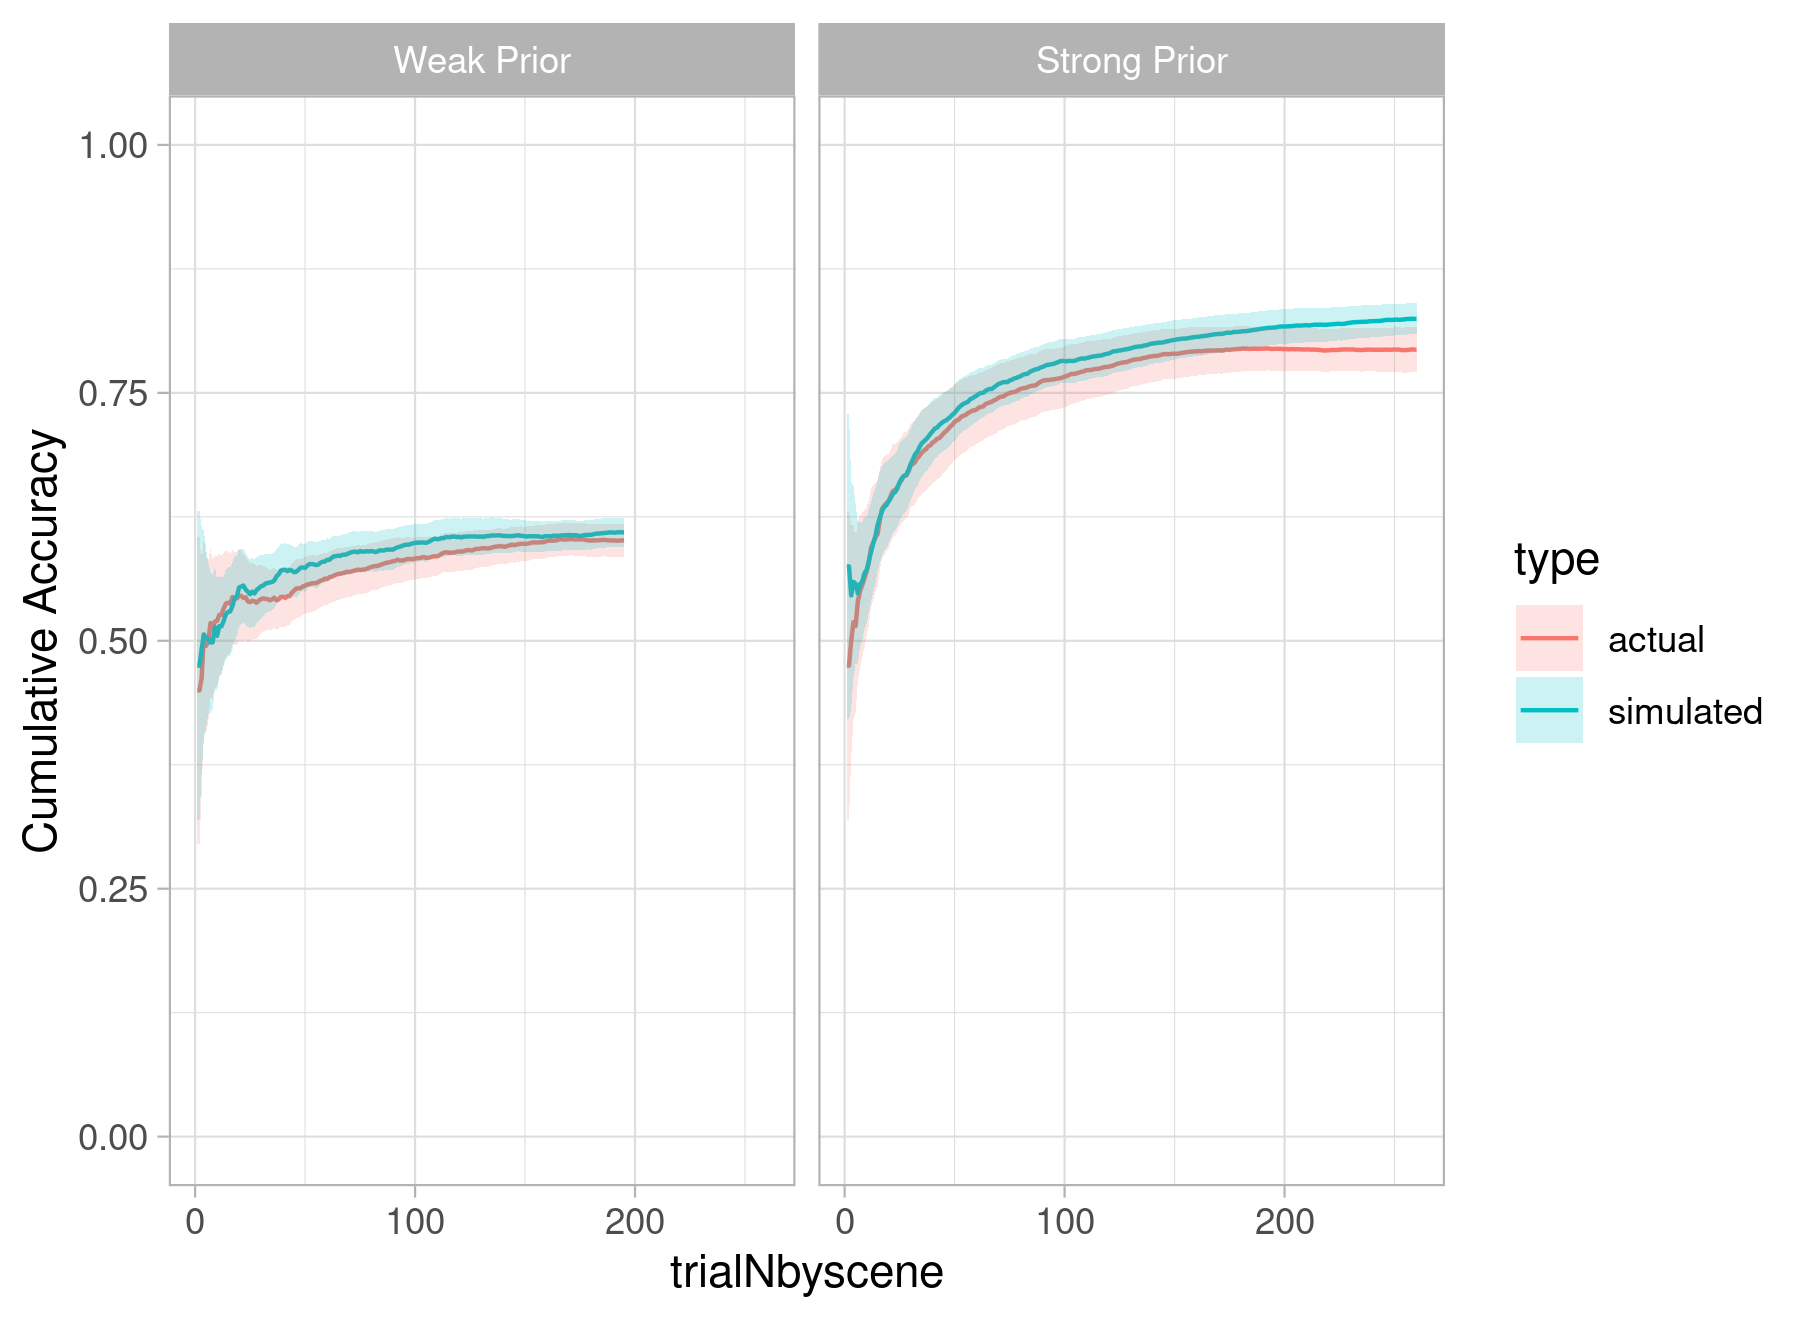 Weak Prior
Strong Prior
1.00
0.75
0.50
0.25
0.00
Cumulative Accuracy
0 100 200
0 100 200
trialNbyscene
type
actual
simulated